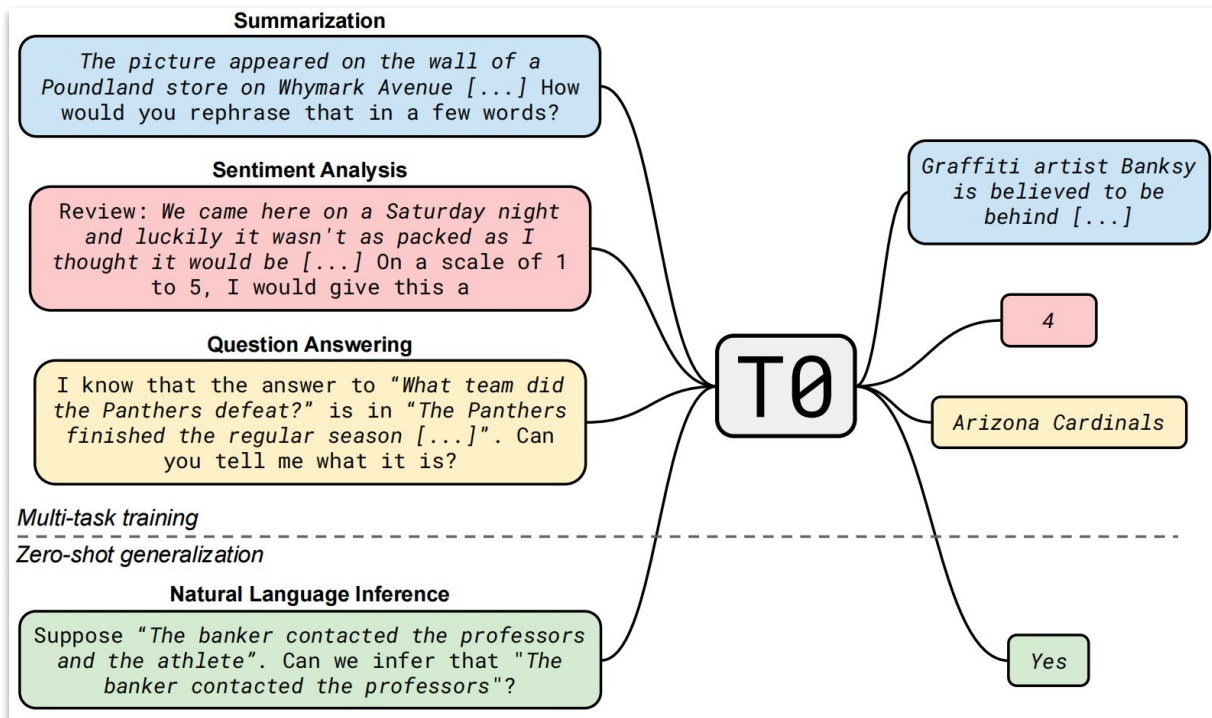 Summarization
The picture appeared on the wall of a
Poundland store on Whymark Avenue [...] How
would you rephrase that in a few words?
Sentiment Analysis
Review: We came here on a Saturday night
and luckily it wasn't as packed as I
thought it would be [...] On a scale of 1
to 5, I would give this a
Question Answering
I know that the answer to “What team did
the Panthers defeat?” is in “The Panthers
finished the regular season [...]”. Can
you tell me what it is?
Multi-task training
Zero-shot generalization
Natural Language Inference
Suppose “The banker contacted the professors
and the athlete”. Can we infer that "The
banker contacted the professors"?
T0
Graffiti artist Banksy
is believed to be
behind [...]
4
Arizona Cardinals
Yes